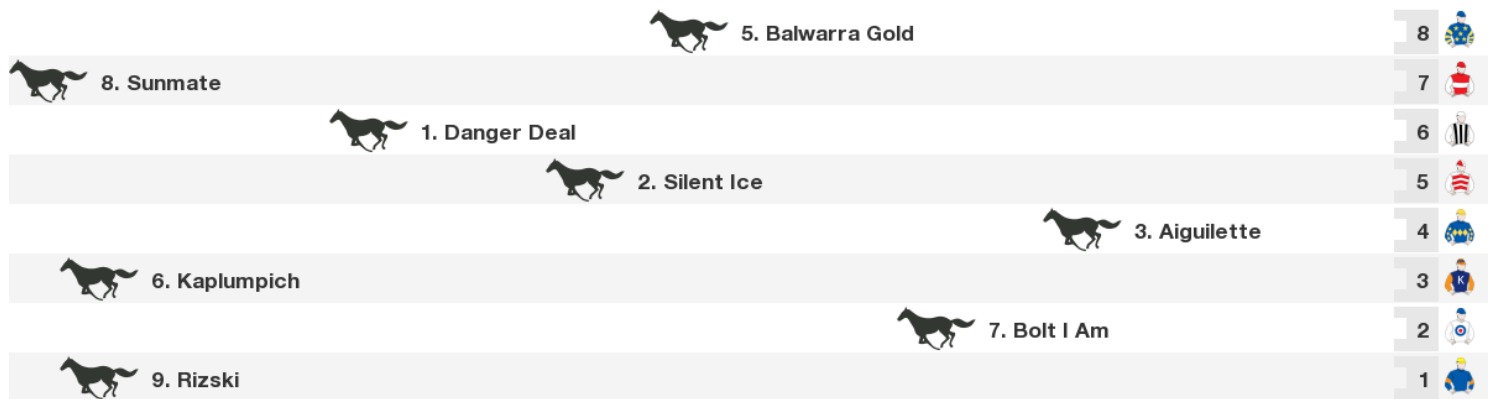 5. Balwarra Gold 8
8. Sunmate 7
1. Danger Deal 6
2. Silent Ice 5
3. Aiguilette 4
6. Kaplumpich 3 K
7. Bolt I Am 2
9. Rizski 1